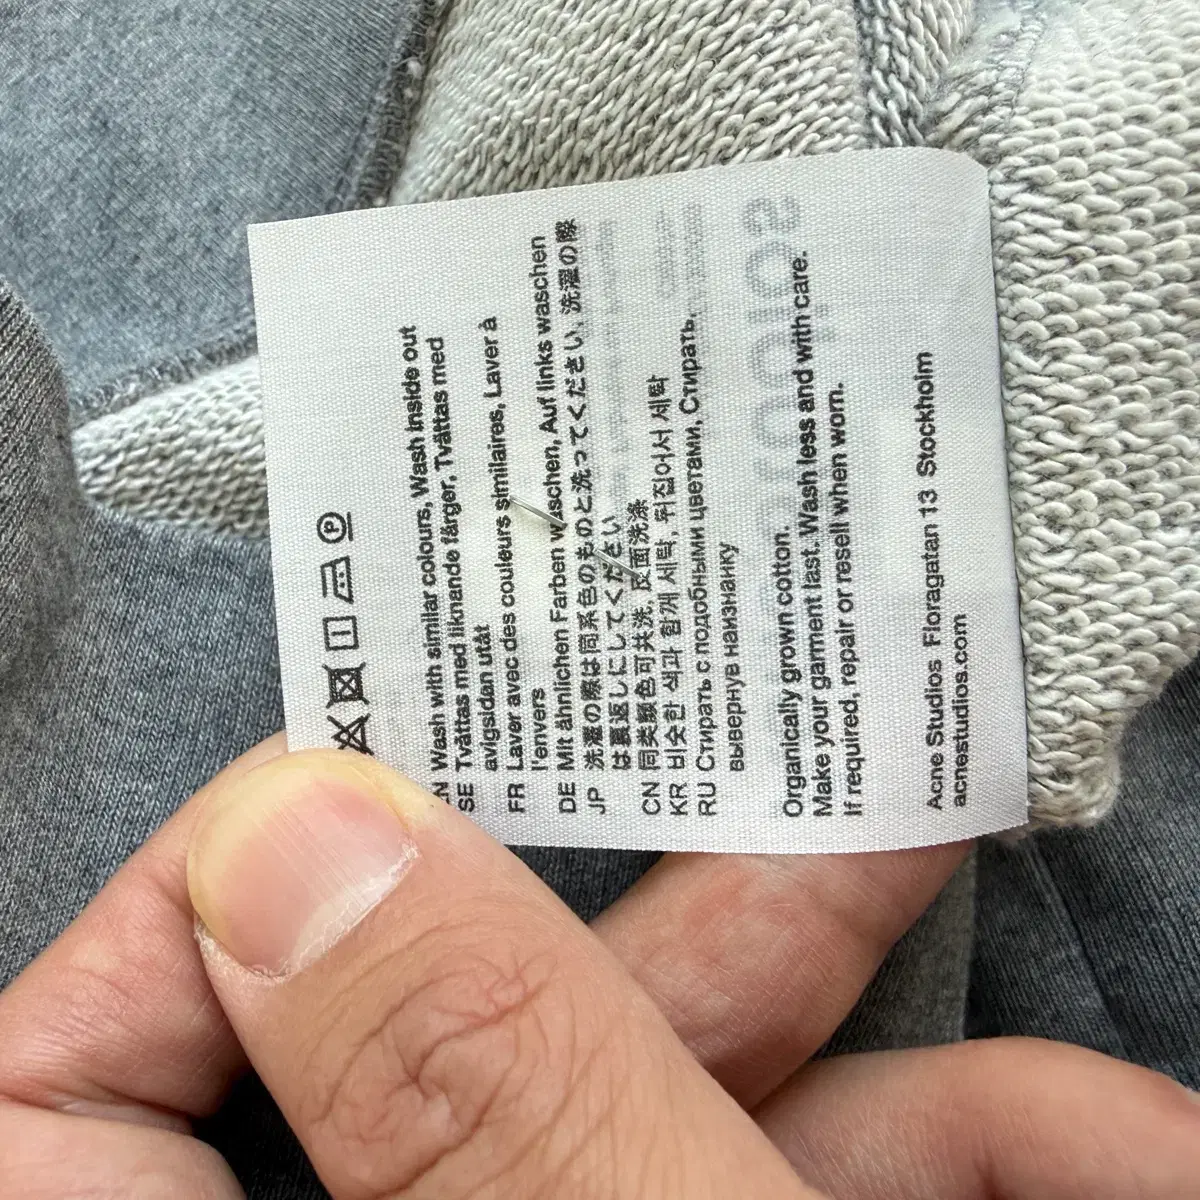 Wash with similar colours, Wash inside out
SE Tvättas med liknande färger, Tvättas med
avigsidan utåt
FR Laver avec des couleurs similaires, Laver à
l'envers
DE Mit ähnlichen Farben waschen, Auf links waschen
JP 洗濯の際は同系色のものと洗ってください, 洗濯の際
は裏返しにしてください
CN 同类颜色可共洗, 反面洗涤
KR 비슷한 색과 함께 세탁, 뒤집어서 세탁
RU Стирать с подобными цветами, Стирать,
вывернув наизнанку
Organically grown cotton.
Make your garment last. Wash less and with care.
If required, repair or resell when worn.
Acne Studios Floragatan 13 Stockholm
acnestudios.com